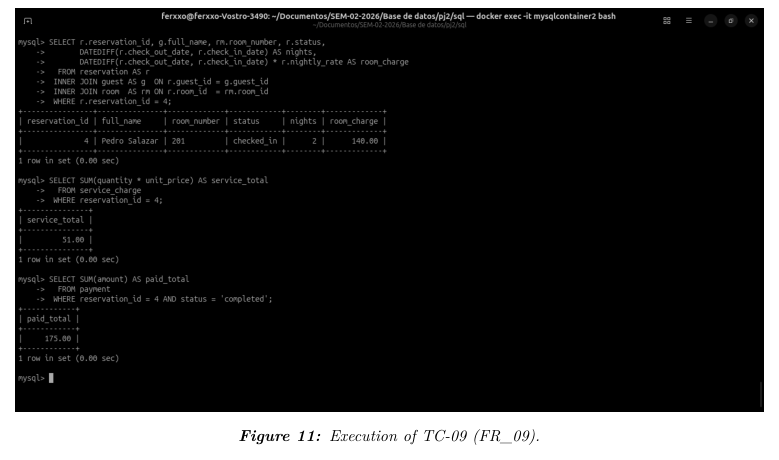 ferxxo@ferxxo-Vostro-3490: ~/Documentos/SEM-02-2026/Base de datos/pj2/sql — docker exec -it mysqlcontainer2 bash
~/Documentos/SEM-02-2026/Base de datos/pj2/sql
mysql> SELECT r.reservation_id, g.full_name, rm.room_number, r.status,
    ->        DATEDIFF(r.check_out_date, r.check_in_date) AS nights,
    ->        DATEDIFF(r.check_out_date, r.check_in_date) * r.nightly_rate AS room_charge
    ->   FROM reservation AS r
    ->  INNER JOIN guest AS g  ON r.guest_id = g.guest_id
    ->  INNER JOIN room  AS rm ON r.room_id  = rm.room_id
    ->  WHERE r.reservation_id = 4;
+----------------+---------------+-------------+------------+--------+-------------+
| reservation_id | full_name     | room_number | status     | nights | room_charge |
+----------------+---------------+-------------+------------+--------+-------------+
|              4 | Pedro Salazar | 201         | checked_in |      2 |      140.00 |
+----------------+---------------+-------------+------------+--------+-------------+
1 row in set (0.00 sec)
mysql> SELECT SUM(quantity * unit_price) AS service_total
    ->   FROM service_charge
    ->  WHERE reservation_id = 4;
+---------------+
| service_total |
+---------------+
|         51.00 |
+---------------+
1 row in set (0.00 sec)
mysql> SELECT SUM(amount) AS paid_total
    ->   FROM payment
    ->  WHERE reservation_id = 4 AND status = 'completed';
+------------+
| paid_total |
+------------+
|     175.00 |
+------------+
1 row in set (0.00 sec)
mysql>
Figure 11: Execution of TC-09 (FR_09).